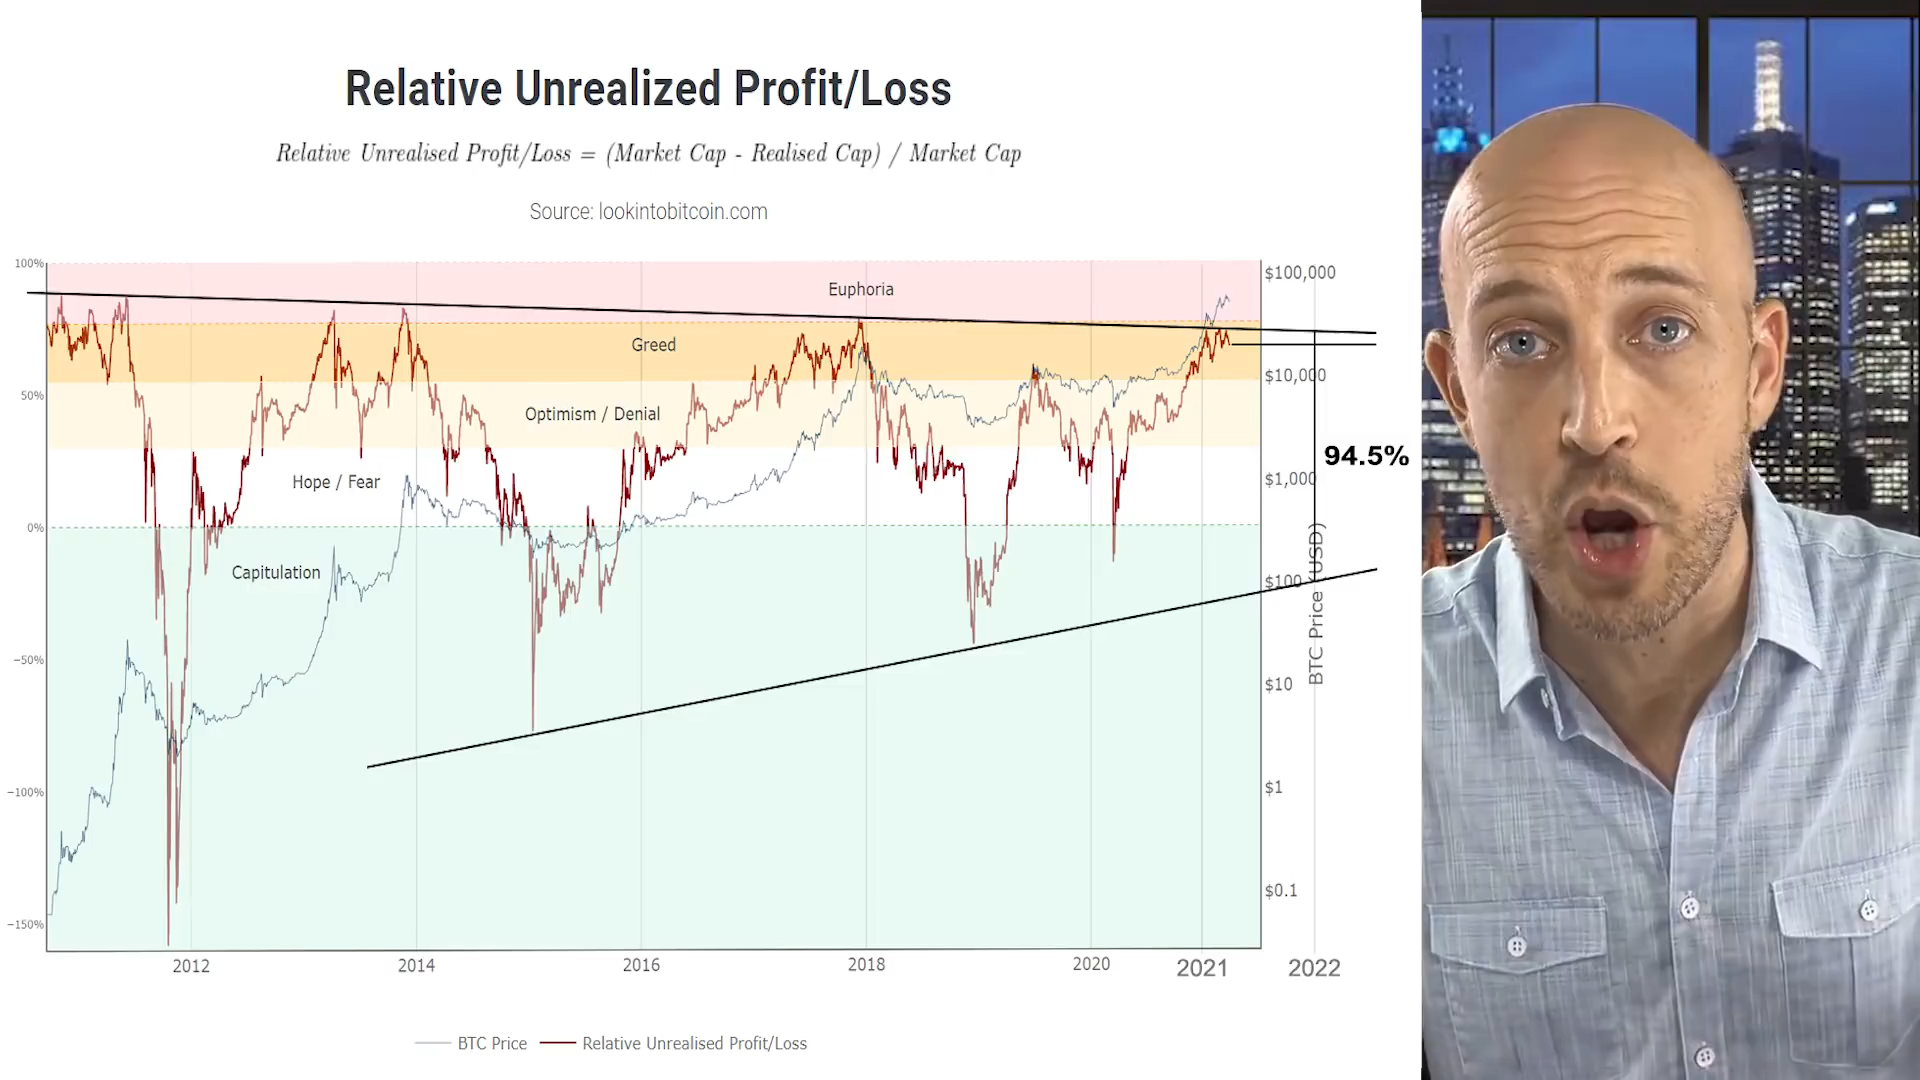 Relative Unrealized Profit/Loss
Relative Unrealised Profit/Loss = (Market Cap - Realised Cap) / Market Cap
Source: lookintobitcoin.com
100%
50%
0%
−50%
−100%
−150%
Euphoria
Greed
Optimism / Denial
Hope / Fear
Capitulation
$100,000
$10,000
$1,000
$100
$10
$1
$0.1
94.5%
BTC Price (USD)
2012
2014
2016
2018
2020
2021
2022
BTC Price
Relative Unrealised Profit/Loss